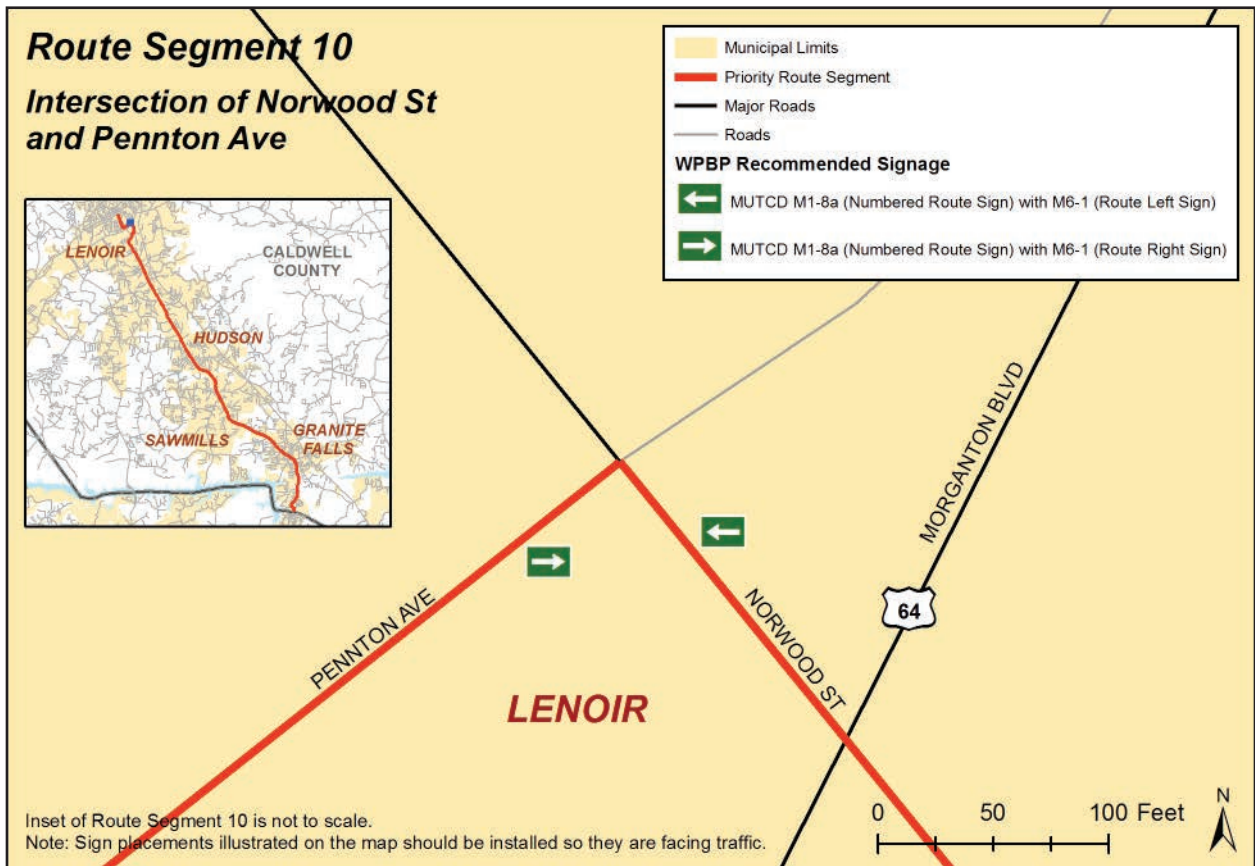 Route Segment 10
Intersection of Norwood St
and Pennton Ave
Municipal Limits
Priority Route Segment
Major Roads
Roads
WPBP Recommended Signage
MUTCD M1-8a (Numbered Route Sign) with M6-1 (Route Left Sign)
MUTCD M1-8a (Numbered Route Sign) with M6-1 (Route Right Sign)
LENOIR
CALDWELL
COUNTY
HUDSON
SAWMILLS
GRANITE
FALLS
MORGANTON BLVD
64
PENNTON AVE
NORWOOD ST
LENOIR
Inset of Route Segment 10 is not to scale.
Note: Sign placements illustrated on the map should be installed so they are facing traffic.
0 50 100 Feet
N